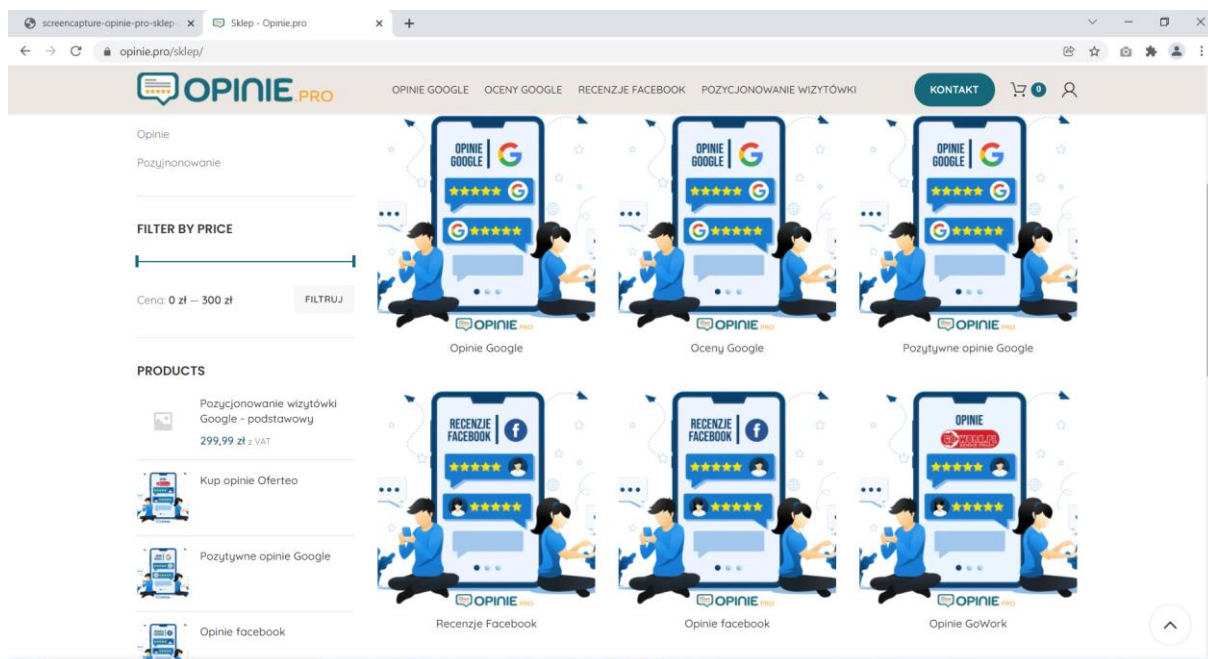 screencapture-opinie-pro-sklep-
Sklep - Opinie.pro
opinie.pro/sklep/
OPINIE.PRO
OPINIE GOOGLE
OCENY GOOGLE
RECENZJE FACEBOOK
POZYCJONOWANIE WIZYTÓWKI
KONTAKT
0
Opinie
Pozyjnonowanie
FILTER BY PRICE
Cena: 0 zł — 300 zł
FILTRUJ
PRODUCTS
Pozycjonowanie wizytówki
Google - podstawowy
299,99 zł z VAT
Kup opinie Oferteo
Pozytywne opinie Google
Opinie facebook
OPINIE
GOOGLE
OPINIE PRO
Opinie Google
OPINIE
GOOGLE
OPINIE PRO
Oceny Google
OPINIE
GOOGLE
OPINIE PRO
Pozytywne opinie Google
RECENZJE
FACEBOOK
OPINIE PRO
Recenzje Facebook
RECENZJE
FACEBOOK
OPINIE PRO
Opinie facebook
OPINIE
OPINIE PRO
Opinie GoWork